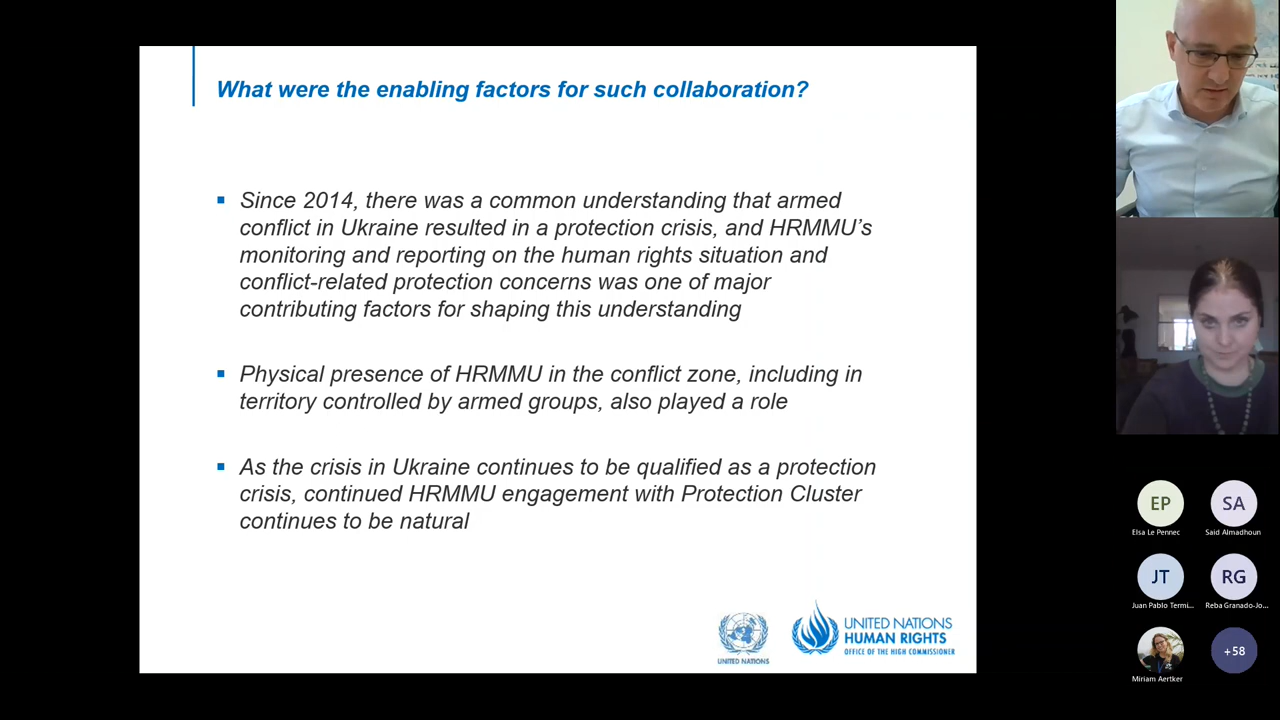 What were the enabling factors for such collaboration?
Since 2014, there was a common understanding that armed
conflict in Ukraine resulted in a protection crisis, and HRMMU’s
monitoring and reporting on the human rights situation and
conflict-related protection concerns was one of major
contributing factors for shaping this understanding
Physical presence of HRMMU in the conflict zone, including in
territory controlled by armed groups, also played a role
As the crisis in Ukraine continues to be qualified as a protection
crisis, continued HRMMU engagement with Protection Cluster
continues to be natural
UNITED NATIONS
UNITED NATIONS
HUMAN RIGHTS
OFFICE OF THE HIGH COMMISSIONER
EP
SA
Elsa Le Pennec
Said Almadhoun
JT
RG
Juan Pablo Termi...
Reba Granado-Jo...
+58
Miriam Aertker